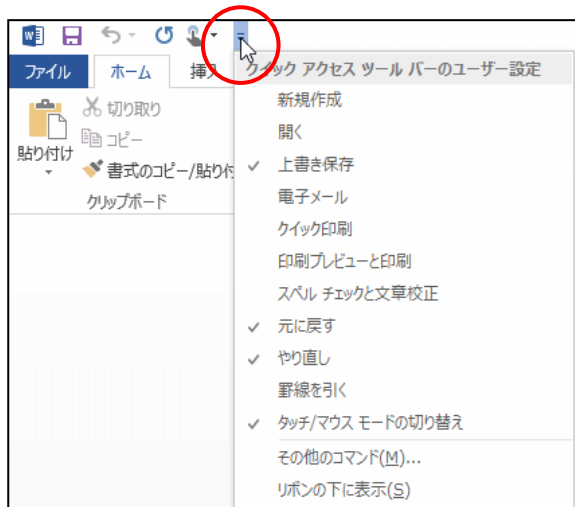 ファイル
ホーム
クイック アクセス ツール バーのユーザー設定
新規作成
開く
上書き保存
電子メール
クイック印刷
印刷プレビューと印刷
スペル チェックと文章校正
元に戻す
やり直し
罫線を引く
タッチ/マウス モードの切り替え
その他のコマンド(M)...
リボンの下に表示(S)
切り取り
コピー
貼り付け
書式のコピー/貼り付
クリップボード